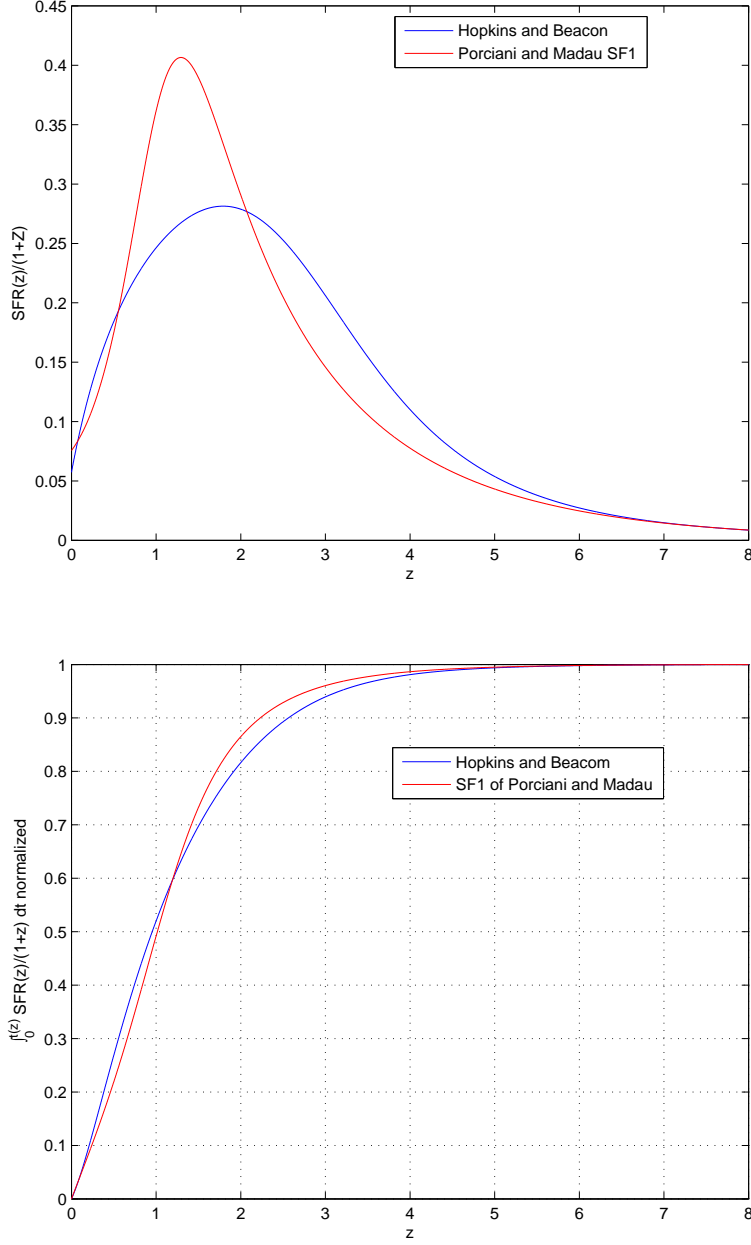 0.45
0.4
0.35
0.3
0.25
0.2
0.15
0.1
0.05
0
SFR(z)/(1+Z)
Hopkins and Beacon
Porciani and Madau SF1
0 1 2 3 4 5 6 7 8
z
1
0.9
0.8
0.7
0.6
0.5
0.4
0.3
0.2
0.1
0
∫₀ᵗ⁽ᶻ⁾ SFR(z)/(1+z) dt normalized
Hopkins and Beacom
SF1 of Porciani and Madau
0 1 2 3 4 5 6 7 8
z